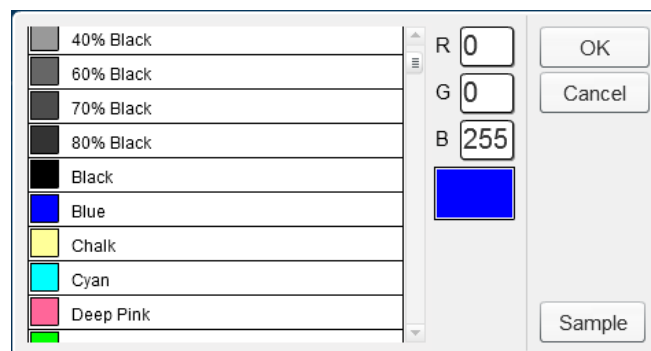 40% Black
60% Black
70% Black
80% Black
Black
Blue
Chalk
Cyan
Deep Pink
R 0
G 0
B 255
OK
Cancel
Sample